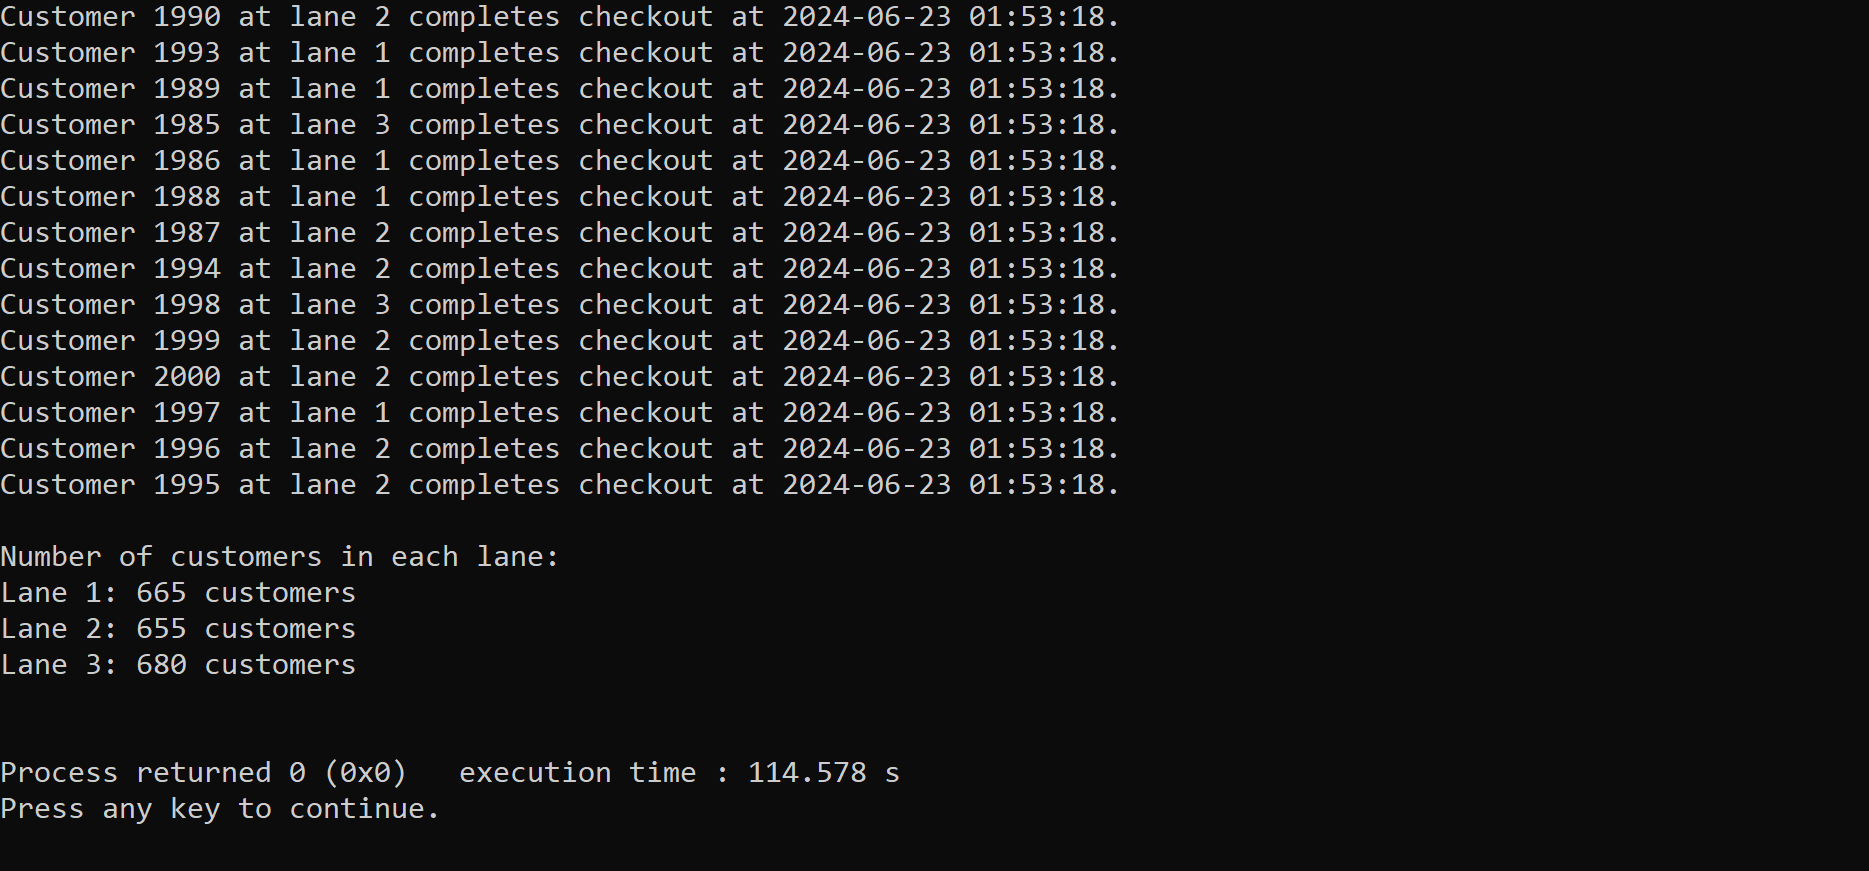 Customer 1990 at lane 2 completes checkout at 2024-06-23 01:53:18.
Customer 1993 at lane 1 completes checkout at 2024-06-23 01:53:18.
Customer 1989 at lane 1 completes checkout at 2024-06-23 01:53:18.
Customer 1985 at lane 3 completes checkout at 2024-06-23 01:53:18.
Customer 1986 at lane 1 completes checkout at 2024-06-23 01:53:18.
Customer 1988 at lane 1 completes checkout at 2024-06-23 01:53:18.
Customer 1987 at lane 2 completes checkout at 2024-06-23 01:53:18.
Customer 1994 at lane 2 completes checkout at 2024-06-23 01:53:18.
Customer 1998 at lane 3 completes checkout at 2024-06-23 01:53:18.
Customer 1999 at lane 2 completes checkout at 2024-06-23 01:53:18.
Customer 2000 at lane 2 completes checkout at 2024-06-23 01:53:18.
Customer 1997 at lane 1 completes checkout at 2024-06-23 01:53:18.
Customer 1996 at lane 2 completes checkout at 2024-06-23 01:53:18.
Customer 1995 at lane 2 completes checkout at 2024-06-23 01:53:18.
Number of customers in each lane:
Lane 1: 665 customers
Lane 2: 655 customers
Lane 3: 680 customers
Process returned 0 (0x0)   execution time : 114.578 s
Press any key to continue.